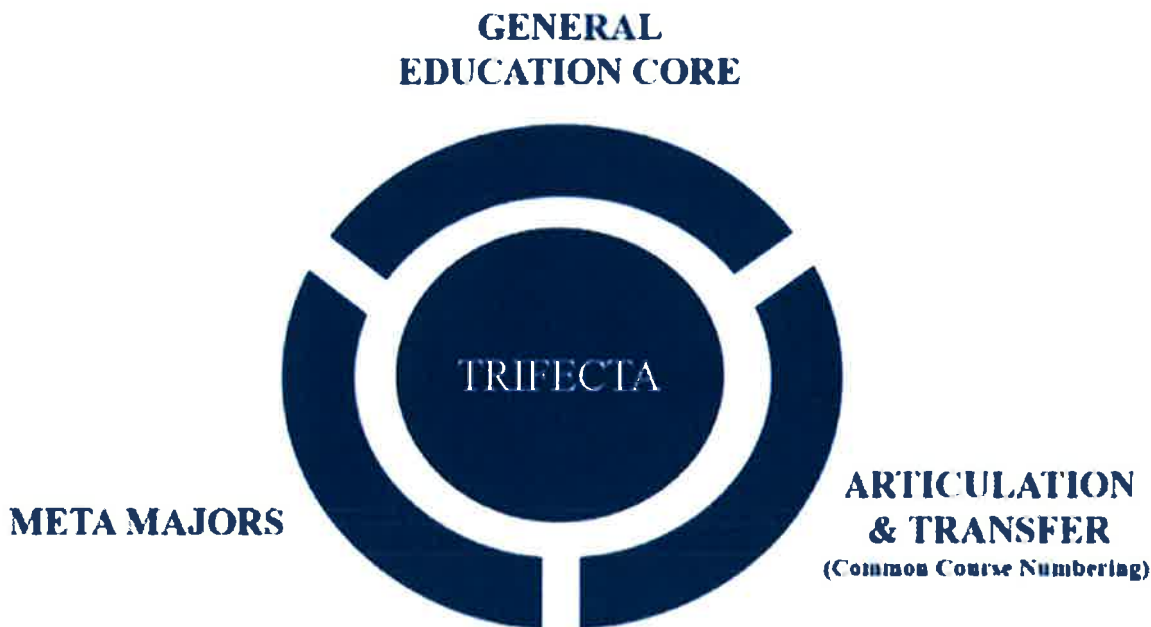 GENERAL
EDUCATION CORE
TRIFECTA
META MAJORS
ARTICULATION
& TRANSFER
(Common Course Numbering)